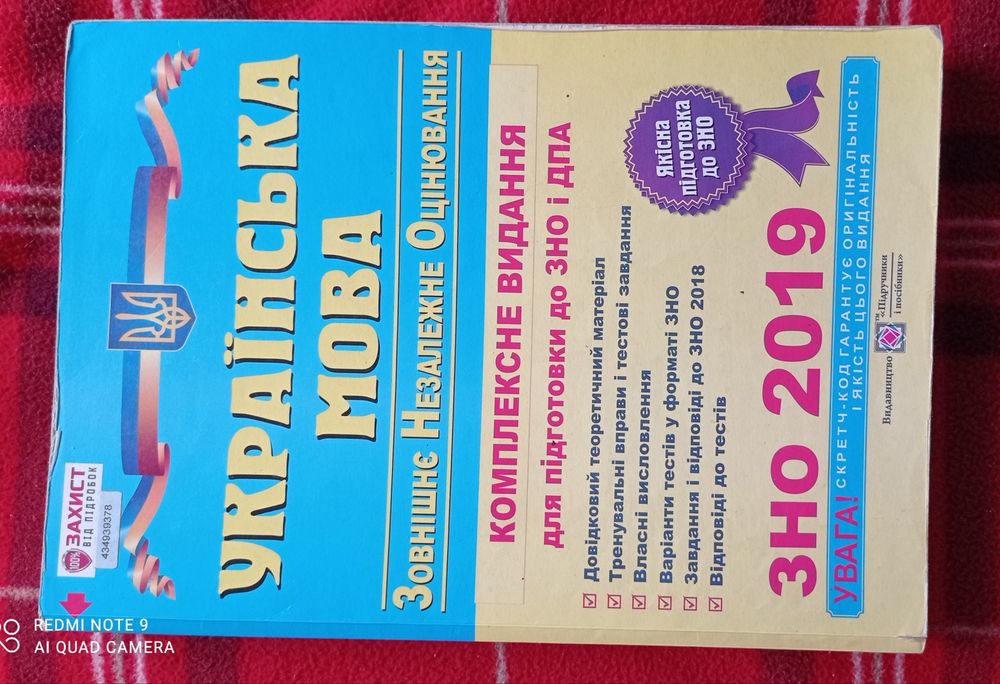 100%
ЗАХИСТ
ВІД ПІДРОБОК
434939378
УКРАЇНСЬКА
МОВА
ЗОВНІШНЄ НЕЗАЛЕЖНЕ ОЦІНЮВАННЯ
КОМПЛЕКСНЕ ВИДАННЯ
ДЛЯ ПІДГОТОВКИ ДО ЗНО І ДПА
Довідковий теоретичний матеріал
Тренувальні вправи і тестові завдання
Власні висловлення
Варіанти тестів у форматі ЗНО
Завдання і відповіді до ЗНО 2018
Відповіді до тестів
Якісна
підготовка
до ЗНО
ЗНО 2019
УВАГА! СКРЕТЧ-КОД ГАРАНТУЄ ОРИГІНАЛЬНІСТЬ
І ЯКІСТЬ ЦЬОГО ВИДАННЯ
Видавництво TM «Підручники
і посібники»
REDMI NOTE 9
AI QUAD CAMERA